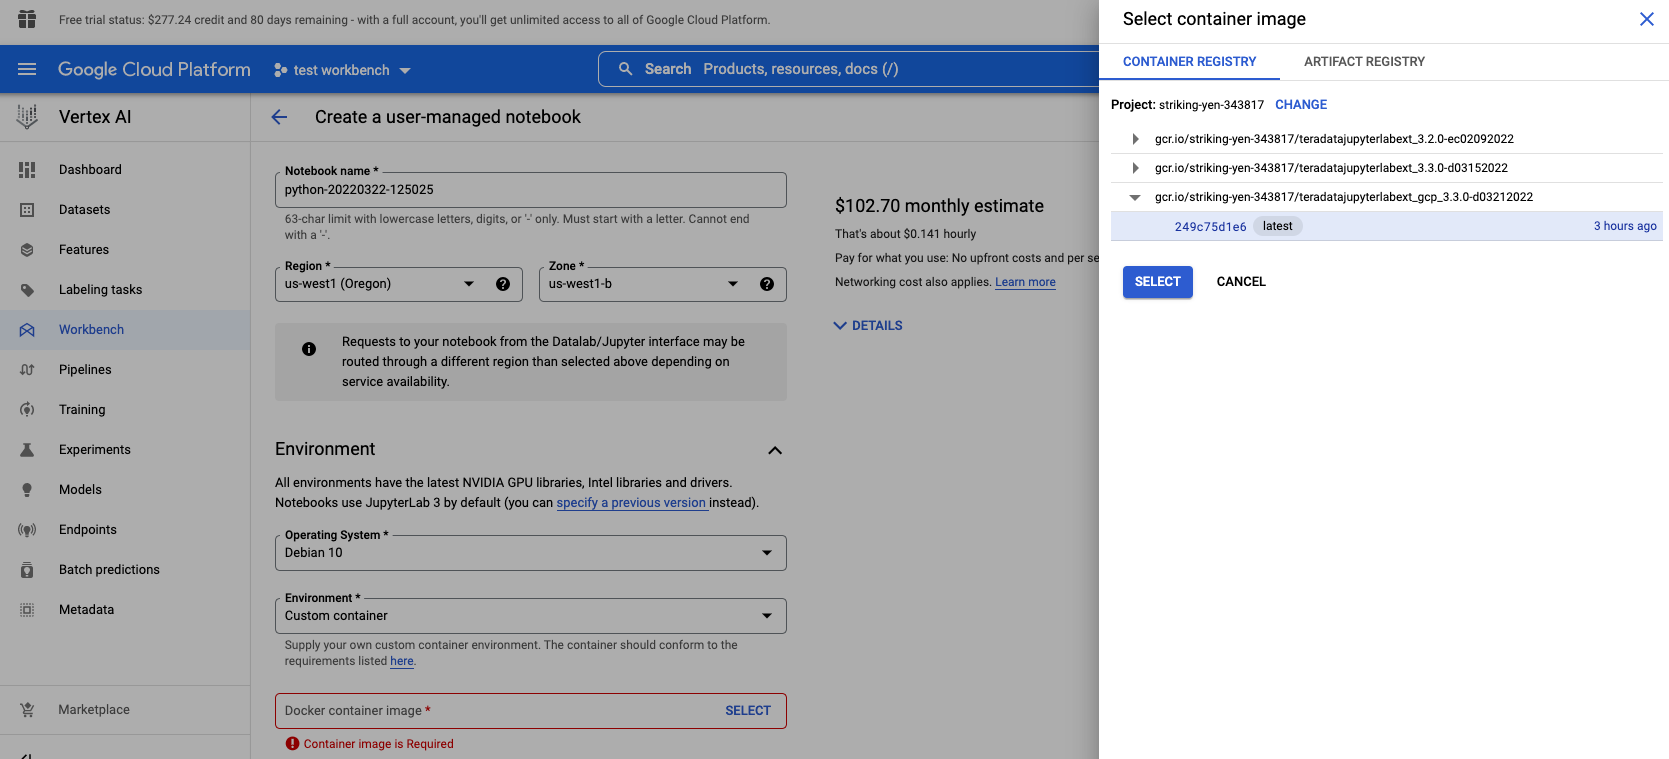 Free trial status: $277.24 credit and 80 days remaining - with a full account, you'll get unlimited access to all of Google Cloud Platform.
Google Cloud Platform
test workbench
Search Products, resources, docs (/)
Vertex AI
Dashboard
Datasets
Features
Labeling tasks
Workbench
Pipelines
Training
Experiments
Models
Endpoints
Batch predictions
Metadata
Marketplace
Create a user-managed notebook
Notebook name *
python-20220322-125025
63-char limit with lowercase letters, digits, or '-' only. Must start with a letter. Cannot end
with a '-'.
Region *
us-west1 (Oregon)
Zone *
us-west1-b
Requests to your notebook from the Datalab/Jupyter interface may be
routed through a different region than selected above depending on
service availability.
Environment
All environments have the latest NVIDIA GPU libraries, Intel libraries and drivers.
Notebooks use JupyterLab 3 by default (you can specify a previous version instead).
Operating System *
Debian 10
Environment *
Custom container
Supply your own custom container environment. The container should conform to the
requirements listed here.
Docker container image *
SELECT
Container image is Required
$102.70 monthly estimate
That's about $0.141 hourly
Pay for what you use: No upfront costs and per se
Networking cost also applies. Learn more
DETAILS
Select container image
CONTAINER REGISTRY
ARTIFACT REGISTRY
Project: striking-yen-343817 CHANGE
gcr.io/striking-yen-343817/teradatajupyterlabext_3.2.0-ec02092022
gcr.io/striking-yen-343817/teradatajupyterlabext_3.3.0-d03152022
gcr.io/striking-yen-343817/teradatajupyterlabext_gcp_3.3.0-d03212022
249c75d1e6 latest 3 hours ago
SELECT
CANCEL